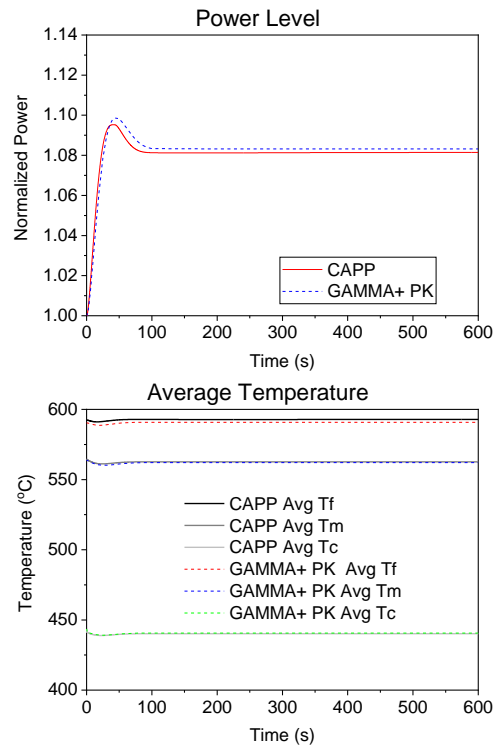 Power Level
1.14
1.12
1.10
1.08
1.06
1.04
1.02
1.00
Normalized Power
CAPP
GAMMA+ PK
0 100 200 300 400 500 600
Time (s)
Average Temperature
600
550
500
450
400
Temperature (°C)
CAPP Avg Tf
CAPP Avg Tm
CAPP Avg Tc
GAMMA+ PK Avg Tf
GAMMA+ PK Avg Tm
GAMMA+ PK Avg Tc
0 100 200 300 400 500 600
Time (s)